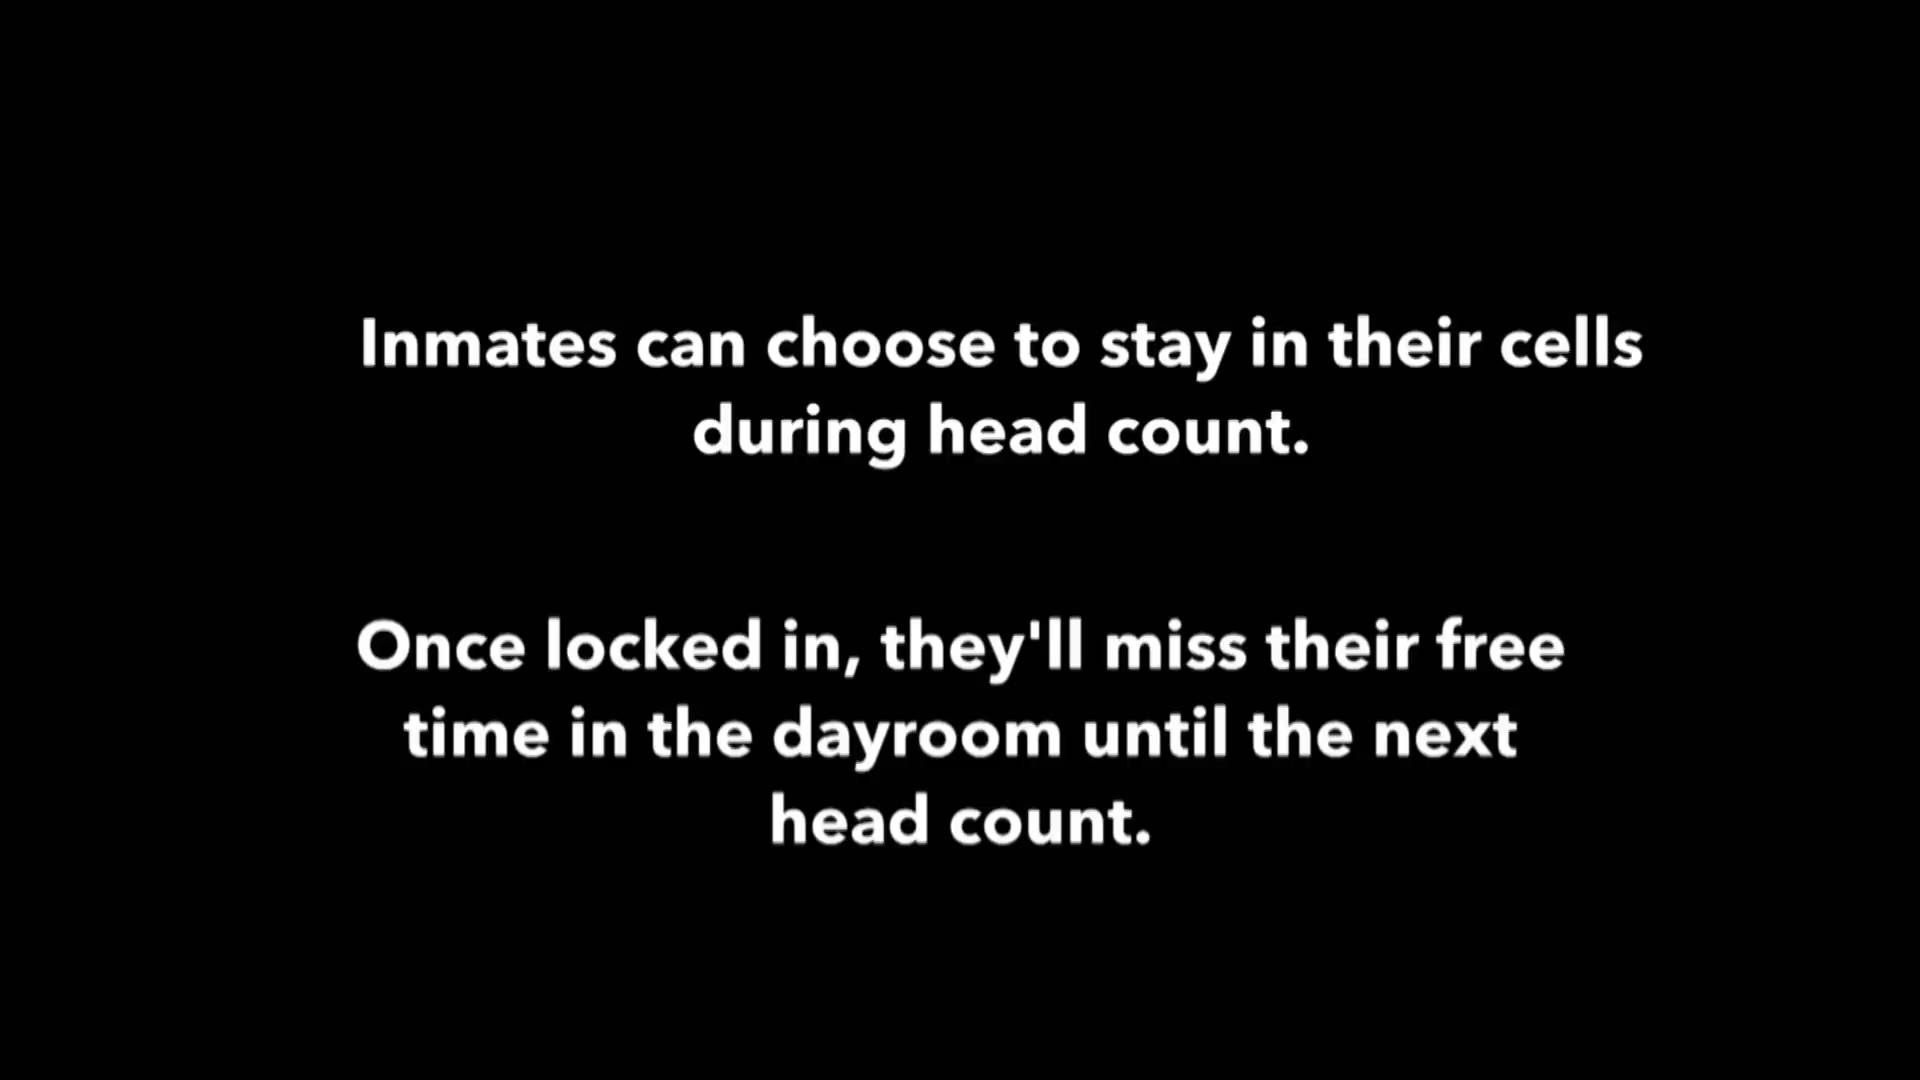 Inmates can choose to stay in their cells
during head count.
Once locked in, they'll miss their free
time in the dayroom until the next
head count.